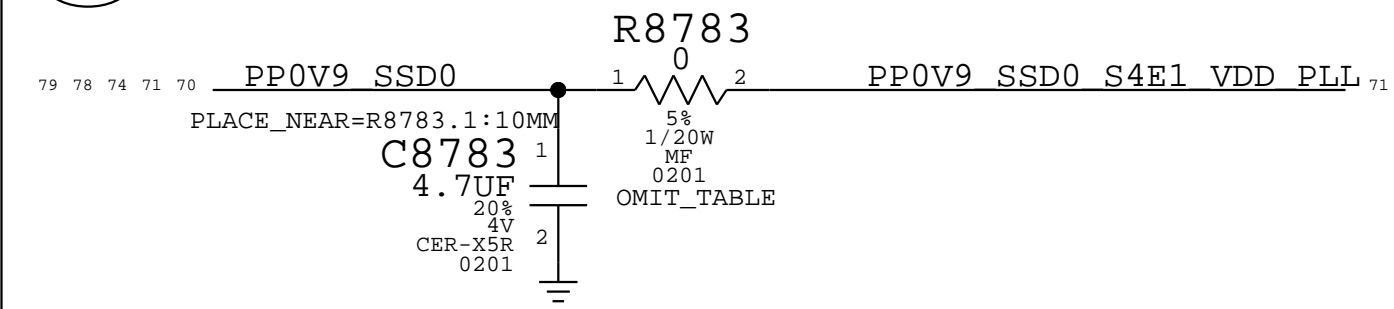 R8783
0
79 78 74 71 70 PP0V9_SSD0 1 2 PP0V9_SSD0_S4E1_VDD_PLL 71
PLACE_NEAR=R8783.1:10MM
5%
1/20W
MF
0201
OMIT_TABLE
C8783 1
4.7UF
20%
4V
CER-X5R 2
0201